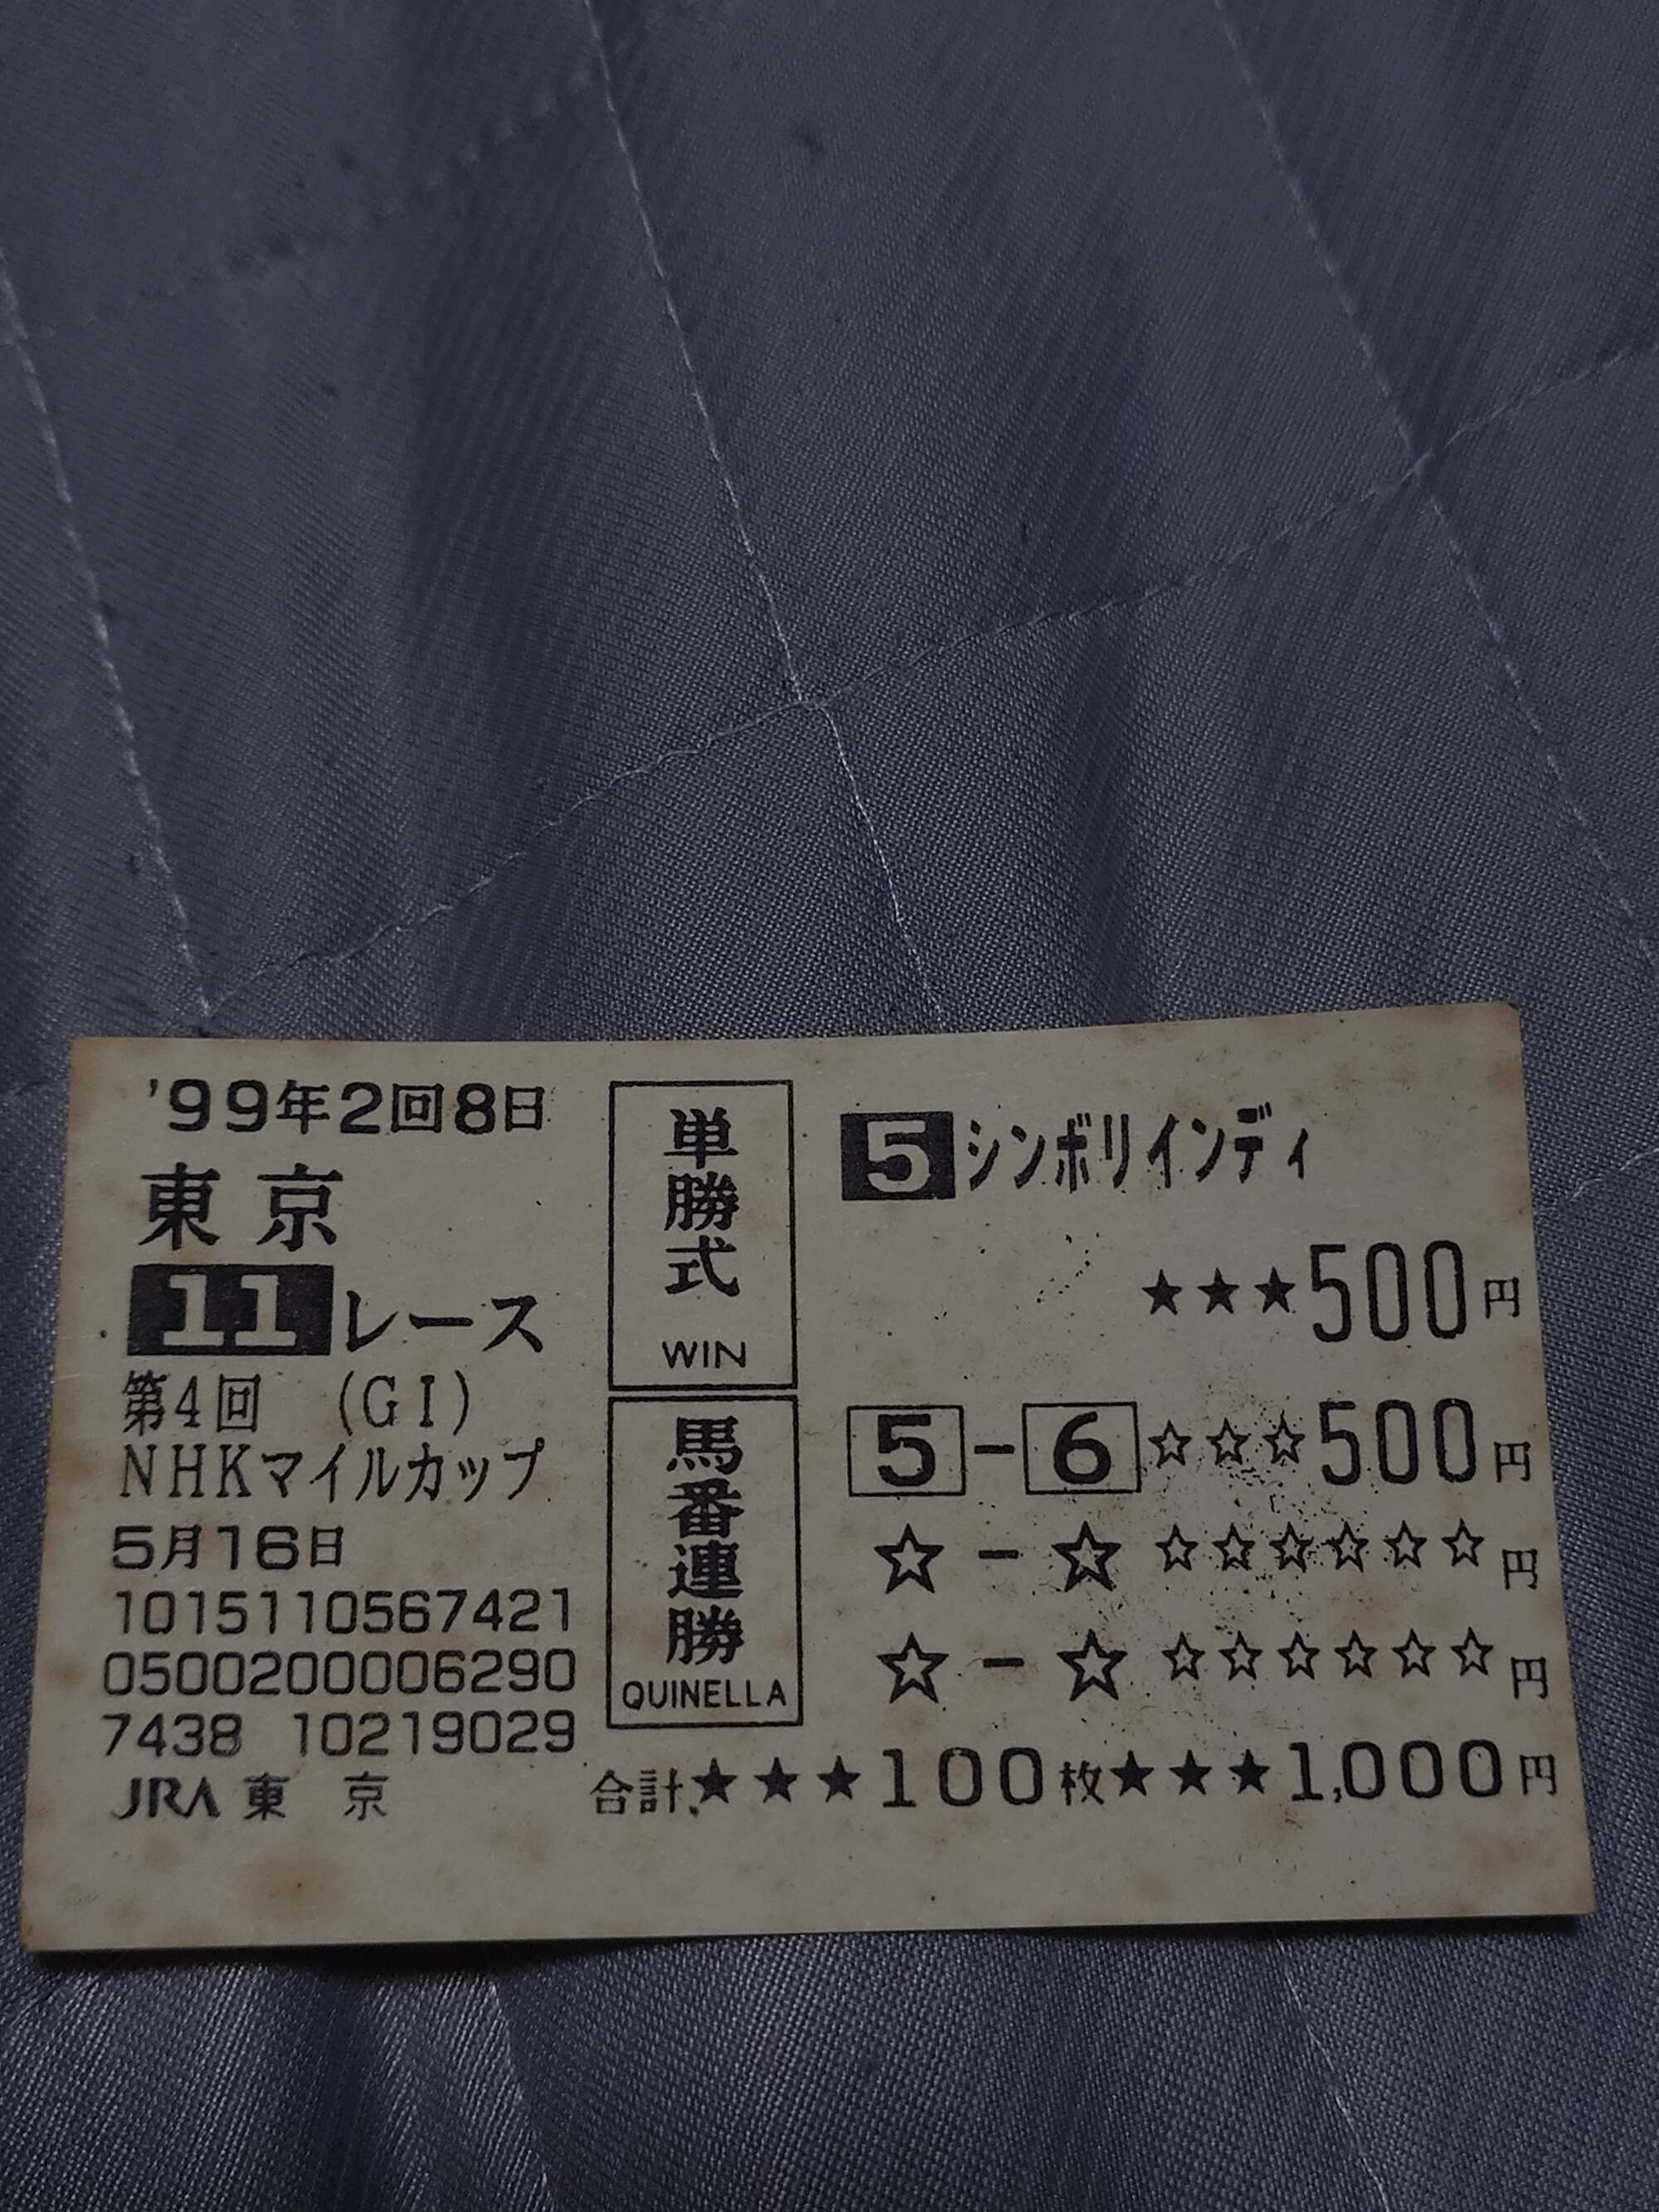 '99年2回8日
東京
11レース
第4回 (GI)
NHKマイルカップ
5月16日
1015110567421
0500200006290
7438 10219029
JRA 東 京
単勝式
WIN
馬番連勝
QUINELLA
5 シンボリインディ
★★★500円
5-6☆☆☆500円
☆-☆☆☆☆☆☆☆円
☆-☆☆☆☆☆☆☆円
合計★★★100枚★★★1,000円